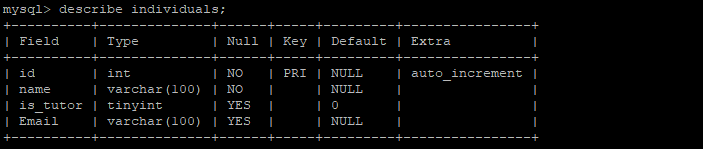 mysql> describe individuals;
+----------+--------------+------+-----+---------+----------------+
| Field    | Type         | Null | Key | Default | Extra          |
+----------+--------------+------+-----+---------+----------------+
| id       | int          | NO   | PRI | NULL    | auto_increment |
| name     | varchar(100) | NO   |     | NULL    |                |
| is_tutor | tinyint      | YES  |     | 0       |                |
| Email    | varchar(100) | YES  |     | NULL    |                |
+----------+--------------+------+-----+---------+----------------+